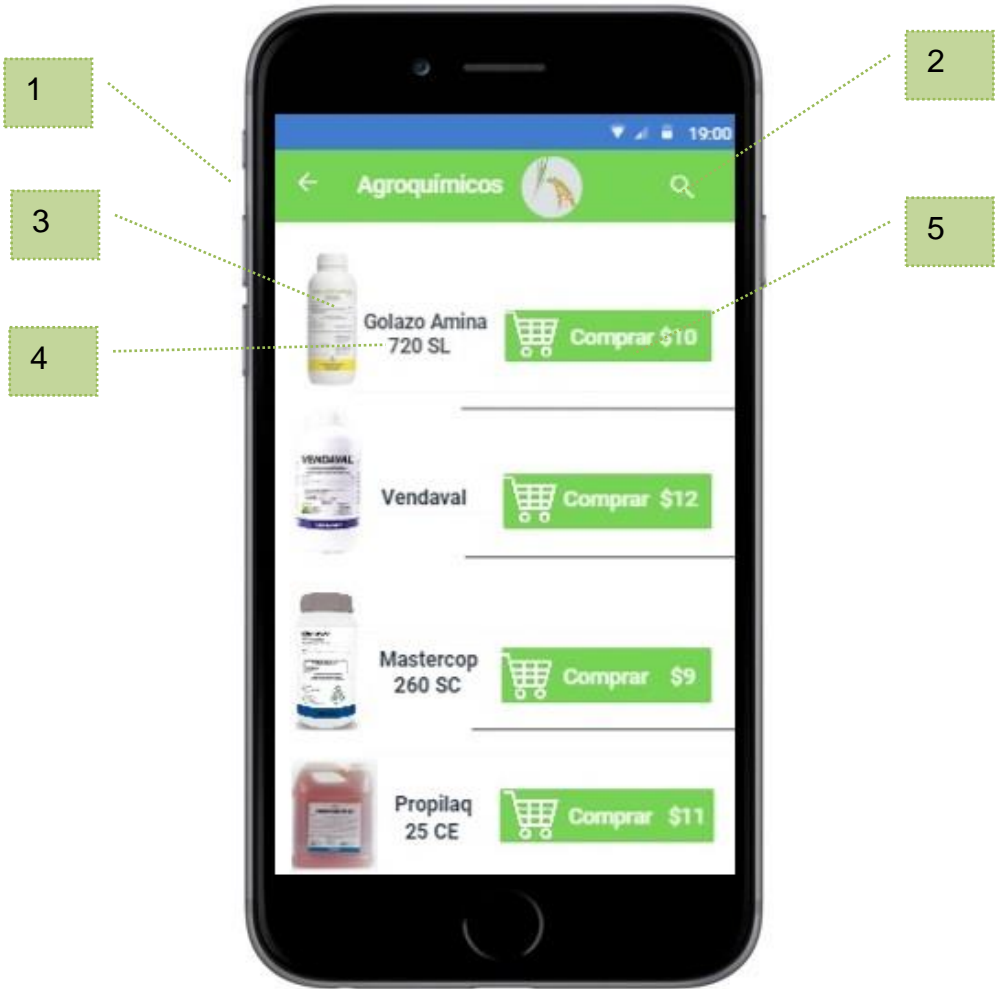 1
2
19:00
Agroquímicos
3
5
Golazo Amina
720 SL
Comprar $10
4
VENDAVAL
Vendaval
Comprar $12
Mastercop
260 SC
Comprar $9
Propilaq
25 CE
Comprar $11